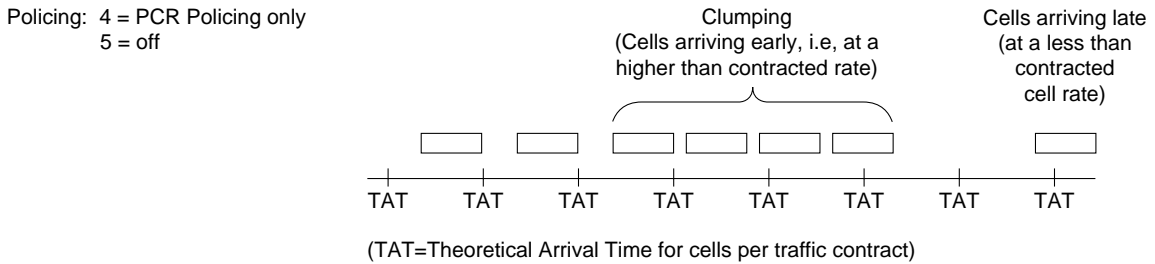 Policing: 4 = PCR Policing only
5 = off
Clumping
(Cells arriving early, i.e, at a
higher than contracted rate)
Cells arriving late
(at a less than
contracted
cell rate)
TAT TAT TAT TAT TAT TAT TAT TAT
(TAT=Theoretical Arrival Time for cells per traffic contract)